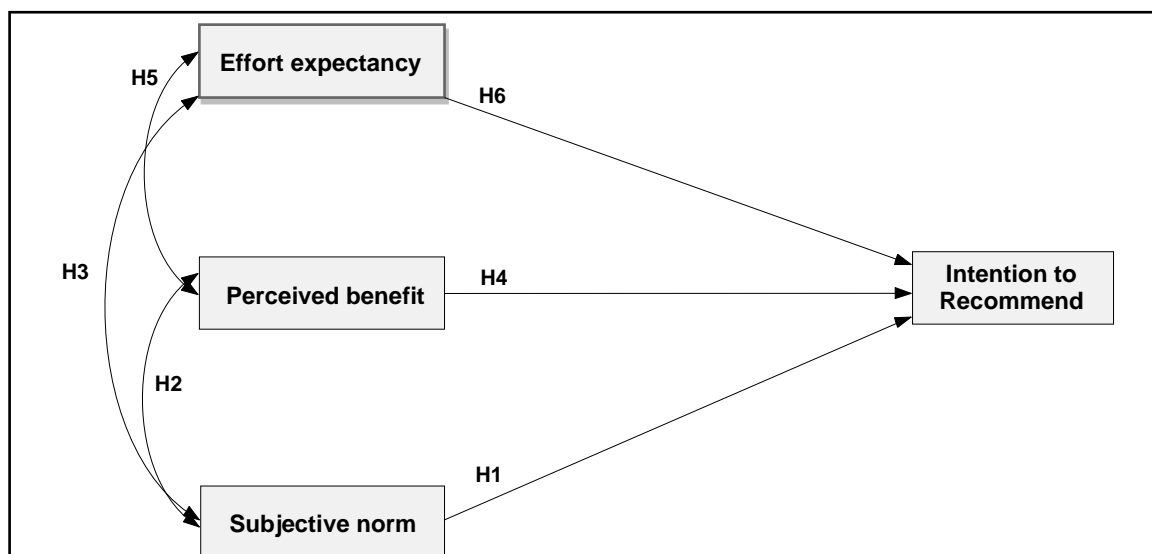 Effort expectancy
H5
H6
H3
Perceived benefit
H4
Intention to
Recommend
H2
H1
Subjective norm